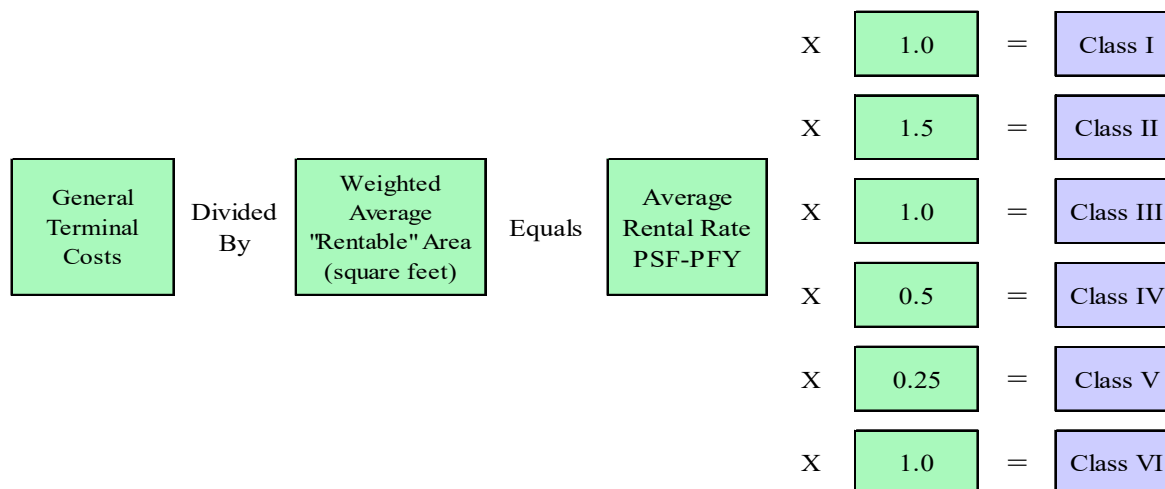 General
Terminal
Costs
Divided
By
Weighted
Average
"Rentable" Area
(square feet)
Equals
Average
Rental Rate
PSF-PFY
X 1.0 = Class I
X 1.5 = Class II
X 1.0 = Class III
X 0.5 = Class IV
X 0.25 = Class V
X 1.0 = Class VI